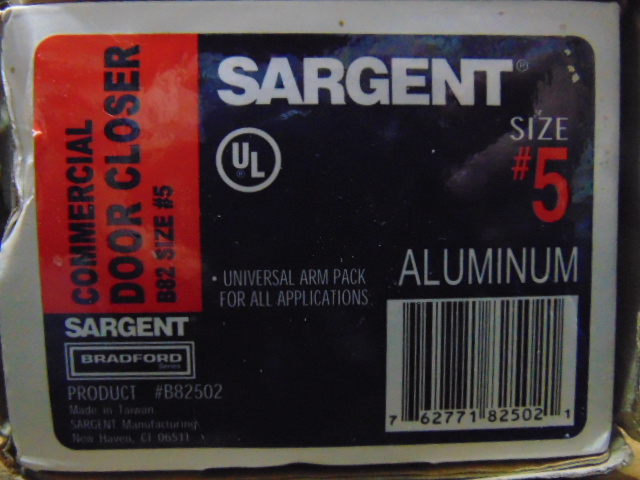 COMMERCIAL
DOOR CLOSER
B82 SIZE #5
SARGENT®
UL®
SIZE
#5
• UNIVERSAL ARM PACK
FOR ALL APPLICATIONS
ALUMINUM
SARGENT®
BRADFORD
Series
PRODUCT #B82502
Made in Taiwan
SARGENT Manufacturing
New Haven, CT 06511
7 62771 82502 1